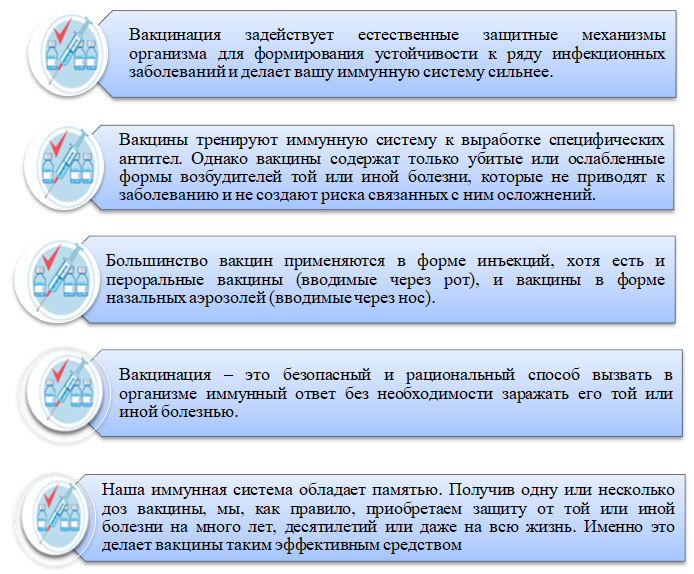 Вакцинация задействует естественные защитные механизмы
организма для формирования устойчивости к ряду инфекционных
заболеваний и делает вашу иммунную систему сильнее.
Вакцины тренируют иммунную систему к выработке специфических
антител. Однако вакцины содержат только убитые или ослабленные
формы возбудителей той или иной болезни, которые не приводят к
заболеванию и не создают риска связанных с ним осложнений.
Большинство вакцин применяются в форме инъекций, хотя есть и
пероральные вакцины (вводимые через рот), и вакцины в форме
назальных аэрозолей (вводимые через нос).
Вакцинация – это безопасный и рациональный способ вызвать в
организме иммунный ответ без необходимости заражать его той или
иной болезнью.
Наша иммунная система обладает памятью. Получив одну или несколько
доз вакцины, мы, как правило, приобретаем защиту от той или иной
болезни на много лет, десятилетий или даже на всю жизнь. Именно это
делает вакцины таким эффективным средством